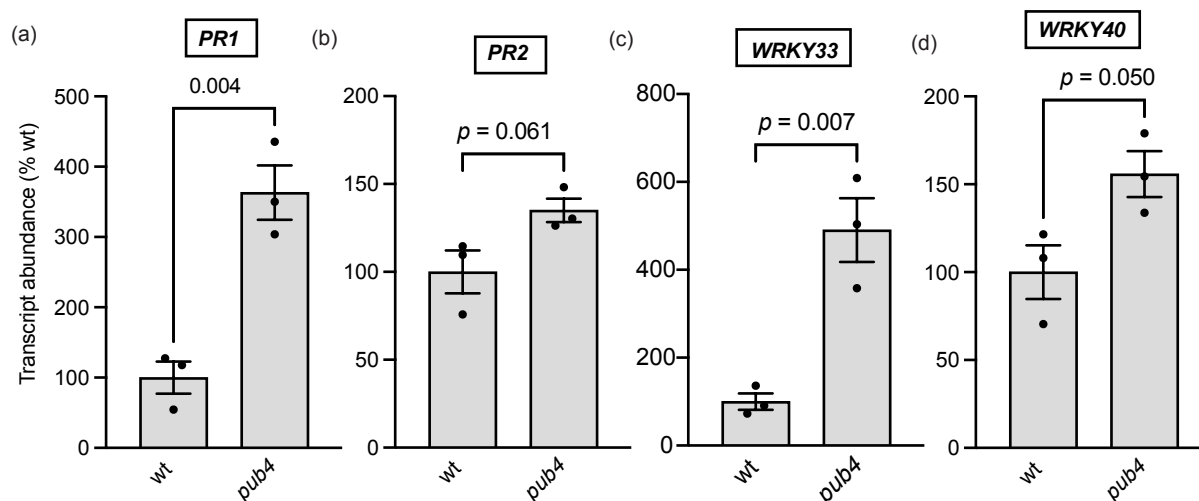 (a)
PR1
(b)
PR2
(c)
WRKY33
(d)
WRKY40
Transcript abundance (% wt)
500
400
300
200
100
0
0.004
wt
pub4
200
150
100
50
0
p = 0.061
wt
pub4
800
600
400
200
0
p = 0.007
wt
pub4
200
150
100
50
0
p = 0.050
wt
pub4